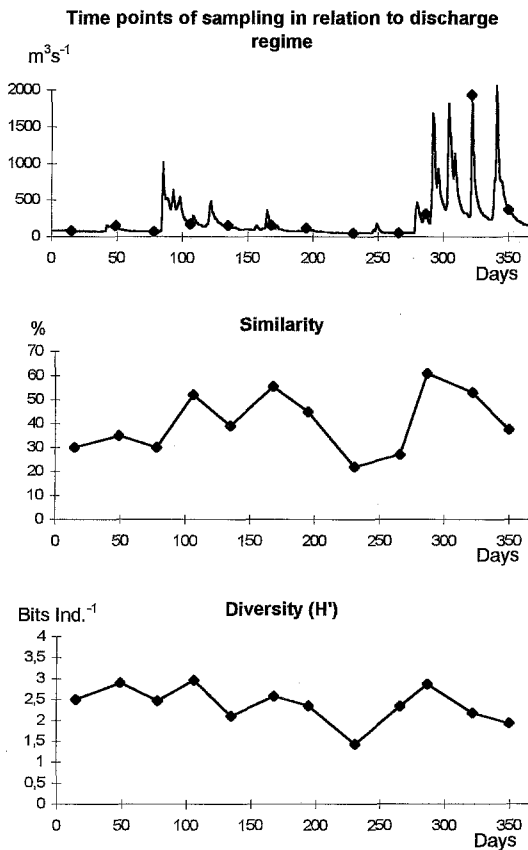 Time points of sampling in relation to discharge
regime
m³s⁻¹
2000
1500
1000
500
0
0 50 100 150 200 250 300 350
Days
Similarity
%
70
60
50
40
30
20
10
0
0 50 100 150 200 250 300 350
Days
Diversity (H')
Bits Ind.⁻¹
4
3,5
3
2,5
2
1,5
1
0,5
0
0 50 100 150 200 250 300 350
Days